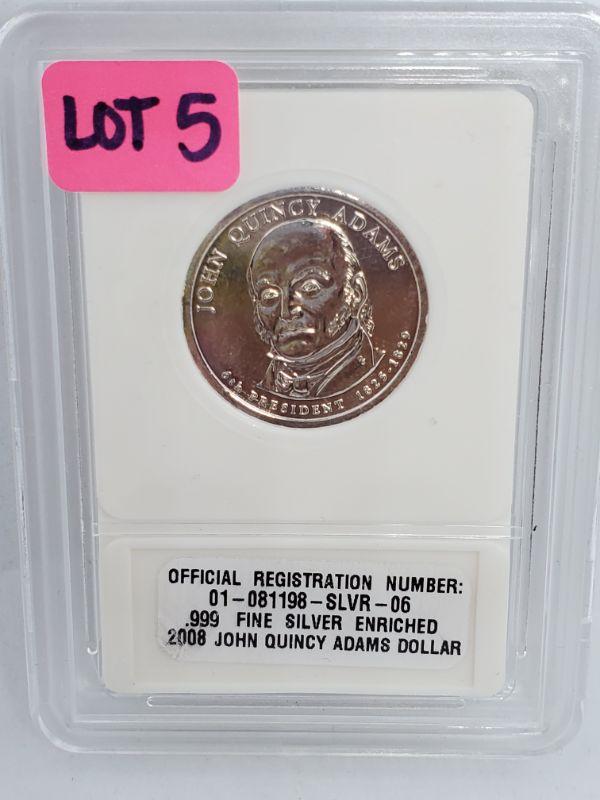 LOT 5
JOHN QUINCY ADAMS
6th PRESIDENT 1825-1829
OFFICIAL REGISTRATION NUMBER:
01-081198-SLVR-06
.999 FINE SILVER ENRICHED
2008 JOHN QUINCY ADAMS DOLLAR